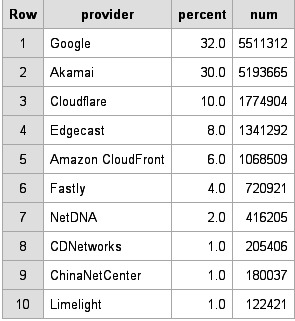 Row provider percent num
1 Google 32.0 5511312
2 Akamai 30.0 5193665
3 Cloudflare 10.0 1774904
4 Edgecast 8.0 1341292
5 Amazon CloudFront 6.0 1068509
6 Fastly 4.0 720921
7 NetDNA 2.0 416205
8 CDNetworks 1.0 205406
9 ChinaNetCenter 1.0 180037
10 Limelight 1.0 122421